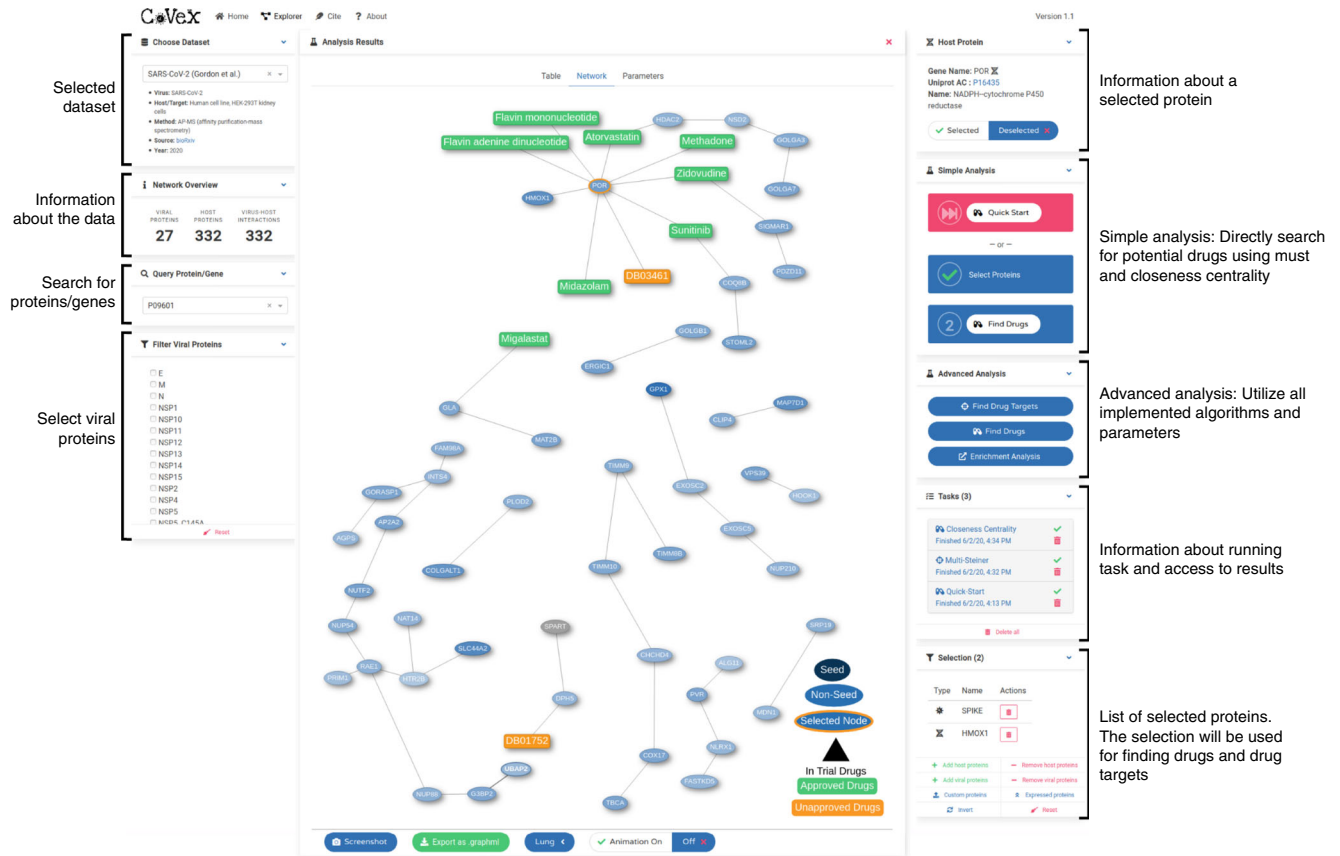 CoVex
Home
Explorer
Cite
? About
Version 1.1
Selected
dataset
Information
about the data
Search for
proteins/genes
Select viral
proteins
Choose Dataset
SARS-CoV-2 (Gordon et al.)
• Virus: SARS-CoV-2
• Host/Target: Human cell line, HEK-293T kidney
cells
• Method: AP-MS (affinity purification-mass
spectrometry)
• Source: bioRxiv
• Year: 2020
Network Overview
VIRAL
PROTEINS
27
HOST
PROTEINS
332
VIRUS-HOST
INTERACTIONS
332
Query Protein/Gene
P09601
Filter Viral Proteins
E
M
N
NSP1
NSP10
NSP11
NSP12
NSP13
NSP14
NSP15
NSP2
NSP4
NSP5
NSP5_C145A
Reset
Analysis Results
Table
Network
Parameters
Flavin mononucleotide
Flavin adenine dinucleotide
Atorvastatin
HDAC2
NSD2
GOLGA3
Methadone
Zidovudine
GOLGA7
POR
HMOX1
Sunitinib
SIGMAR1
PDZD11
Midazolam
DB03461
COQ8B
Migalastat
GOLGB1
STOML2
ERGIC1
GPX1
GLA
MAP7D1
CLIP4
MAT2B
FAM98A
INTS4
TIMM9
VPS39
GORASP1
PLOD2
EXOSC2
HOOK1
AP2A2
EXOSC5
AGPS
TIMM8B
COLGALT1
TIMM10
NUP210
NUTF2
NAT14
NUP54
SPART
SRP19
SLC44A2
CHCHD4
ALG11
RAE1
PRIM1
HTR2B
Seed
PVR
Non-Seed
DPH5
MDN1
Selected Node
DB01752
NLRX1
COX17
UBAP2
In Trial Drugs
FASTKD5
Approved Drugs
NUP88
G3BP2
TBCA
Unapproved Drugs
Screenshot
Export as .graphml
Lung
Animation On
Off
Host Protein
Gene Name: POR
Uniprot AC : P16435
Name: NADPH--cytochrome P450
reductase
Selected
Deselected
Simple Analysis
Quick Start
– or –
Select Proteins
2
Find Drugs
Advanced Analysis
Find Drug Targets
Find Drugs
Enrichment Analysis
Tasks (3)
Closeness Centrality
Finished 6/2/20, 4:34 PM
Multi-Steiner
Finished 6/2/20, 4:32 PM
Quick-Start
Finished 6/2/20, 4:13 PM
Delete all
Selection (2)
Type Name Actions
SPIKE
HMOX1
Add host proteins
Remove host proteins
Add viral proteins
Remove viral proteins
Custom proteins
Expressed proteins
Invert
Reset
Information about a
selected protein
Simple analysis: Directly search
for potential drugs using must
and closeness centrality
Advanced analysis: Utilize all
implemented algorithms and
parameters
Information about running
task and access to results
List of selected proteins.
The selection will be used
for finding drugs and drug
targets